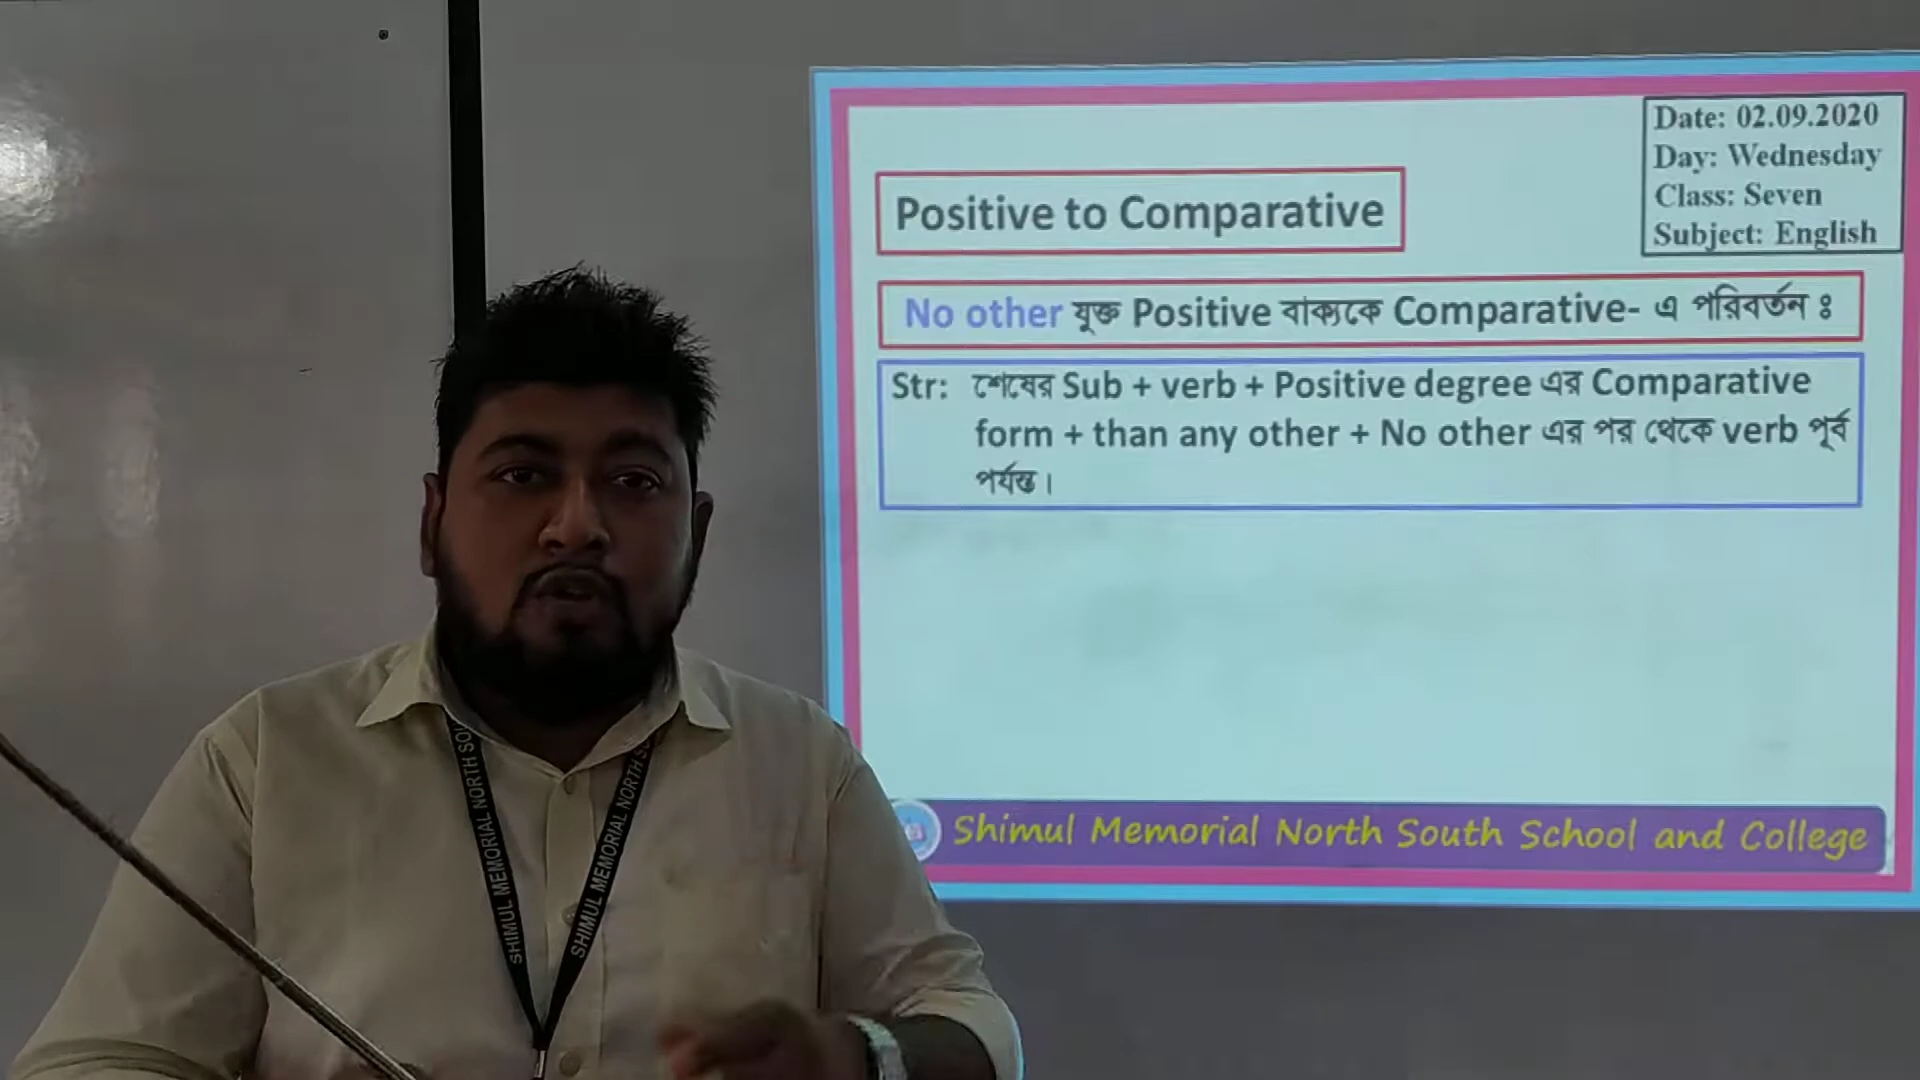 Date: 02.09.2020
Day: Wednesday
Class: Seven
Subject: English
Positive to Comparative
No other যুক্ত Positive বাক্যকে Comparative- এ পরিবর্তন ঃ
Str: শেষের Sub + verb + Positive degree এর Comparative
form + than any other + No other এর পর থেকে verb পূর্ব
পর্যন্ত।
Shimul Memorial North South School and College
SHIMUL MEMORIAL NORTH SOU
SHIMUL MEMORIAL NORTH S